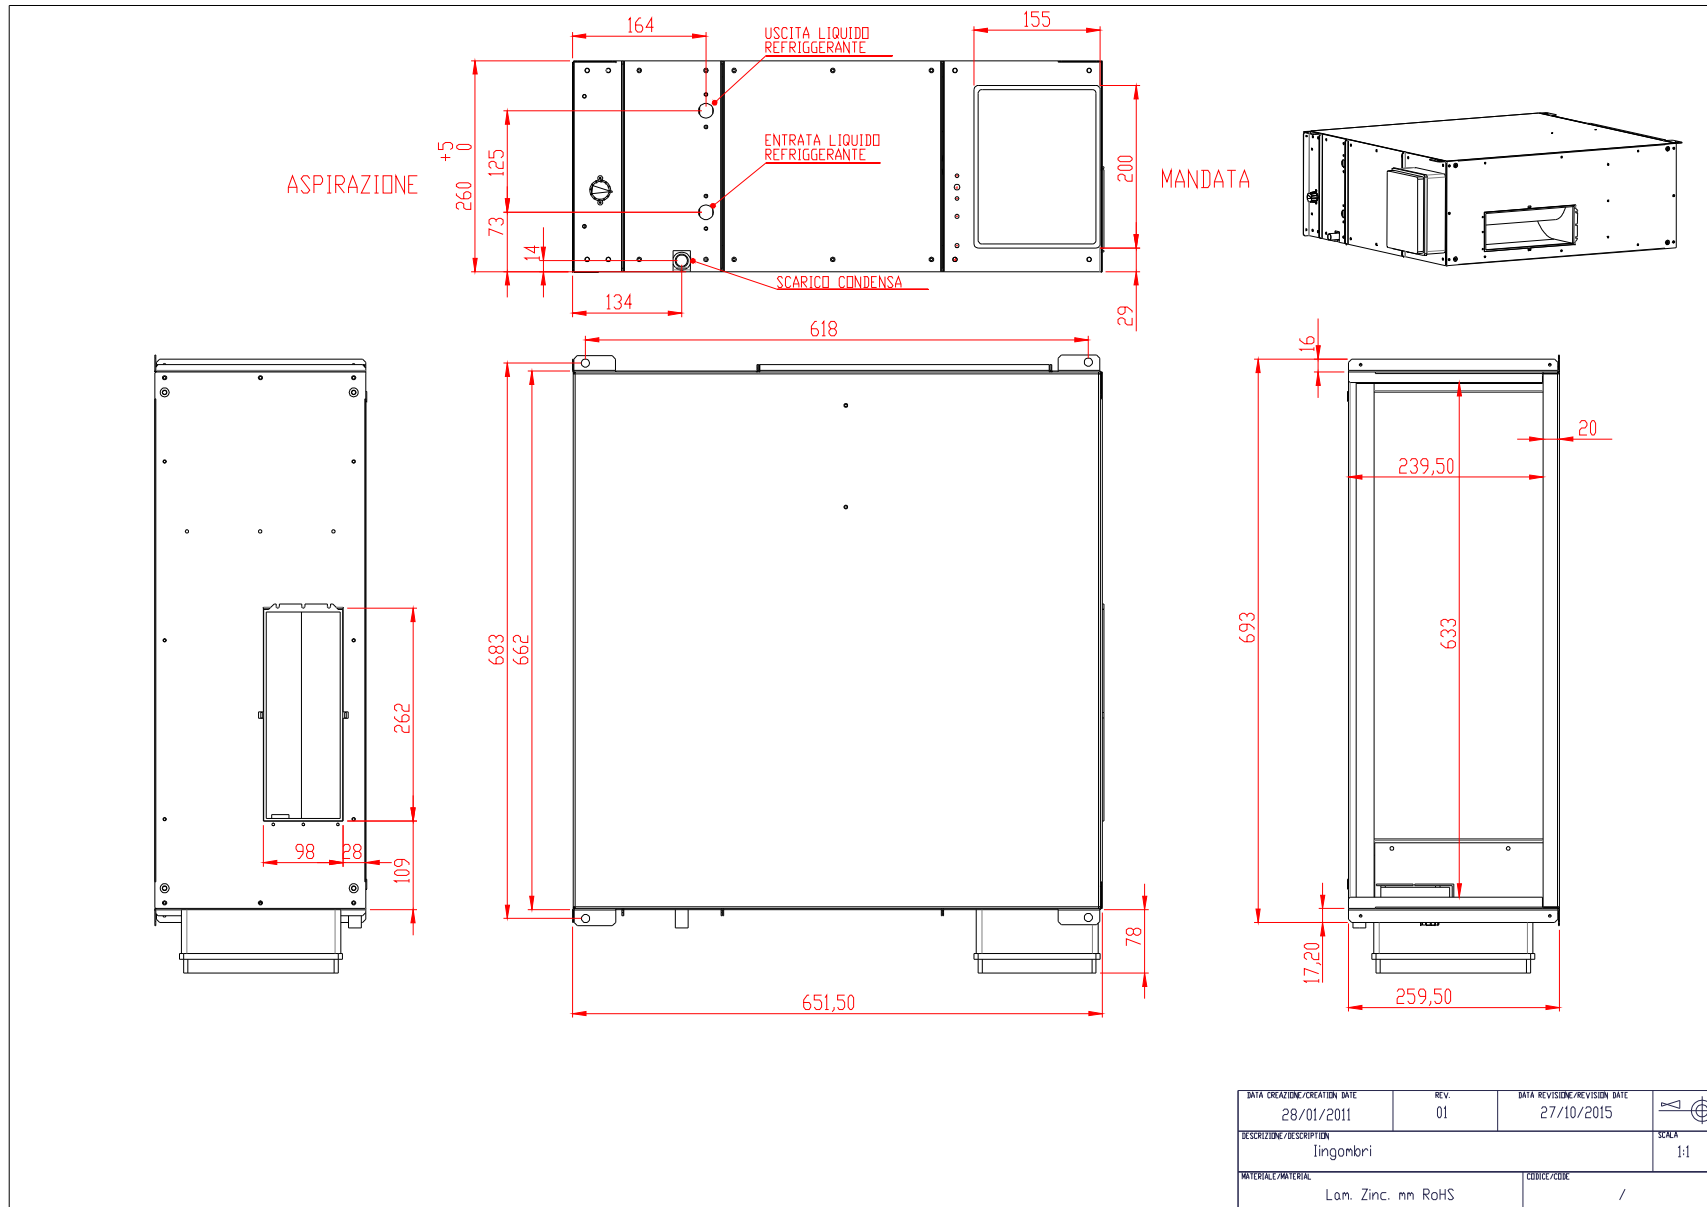 164
155
USCITA LIQUIDO
REFRIGGERANTE
ENTRATA LIQUIDO
REFRIGGERANTE
ASPIRAZIONE
MANDATA
+5
0
260
125
73
14
200
29
SCARICO CONDENSA
134
618
16
20
239,50
683
662
693
633
262
98
28
109
78
17,20
651,50
259,50
DATA CREAZIONE/CREATION DATE
28/01/2011
REV.
01
DATA REVISIONE/REVISION DATE
27/10/2015
DESCRIZIONE/DESCRIPTION
Iingombri
SCALA
1:1
MATERIALE/MATERIAL
Lam. Zinc. mm RoHS
CODICE/CODE
/